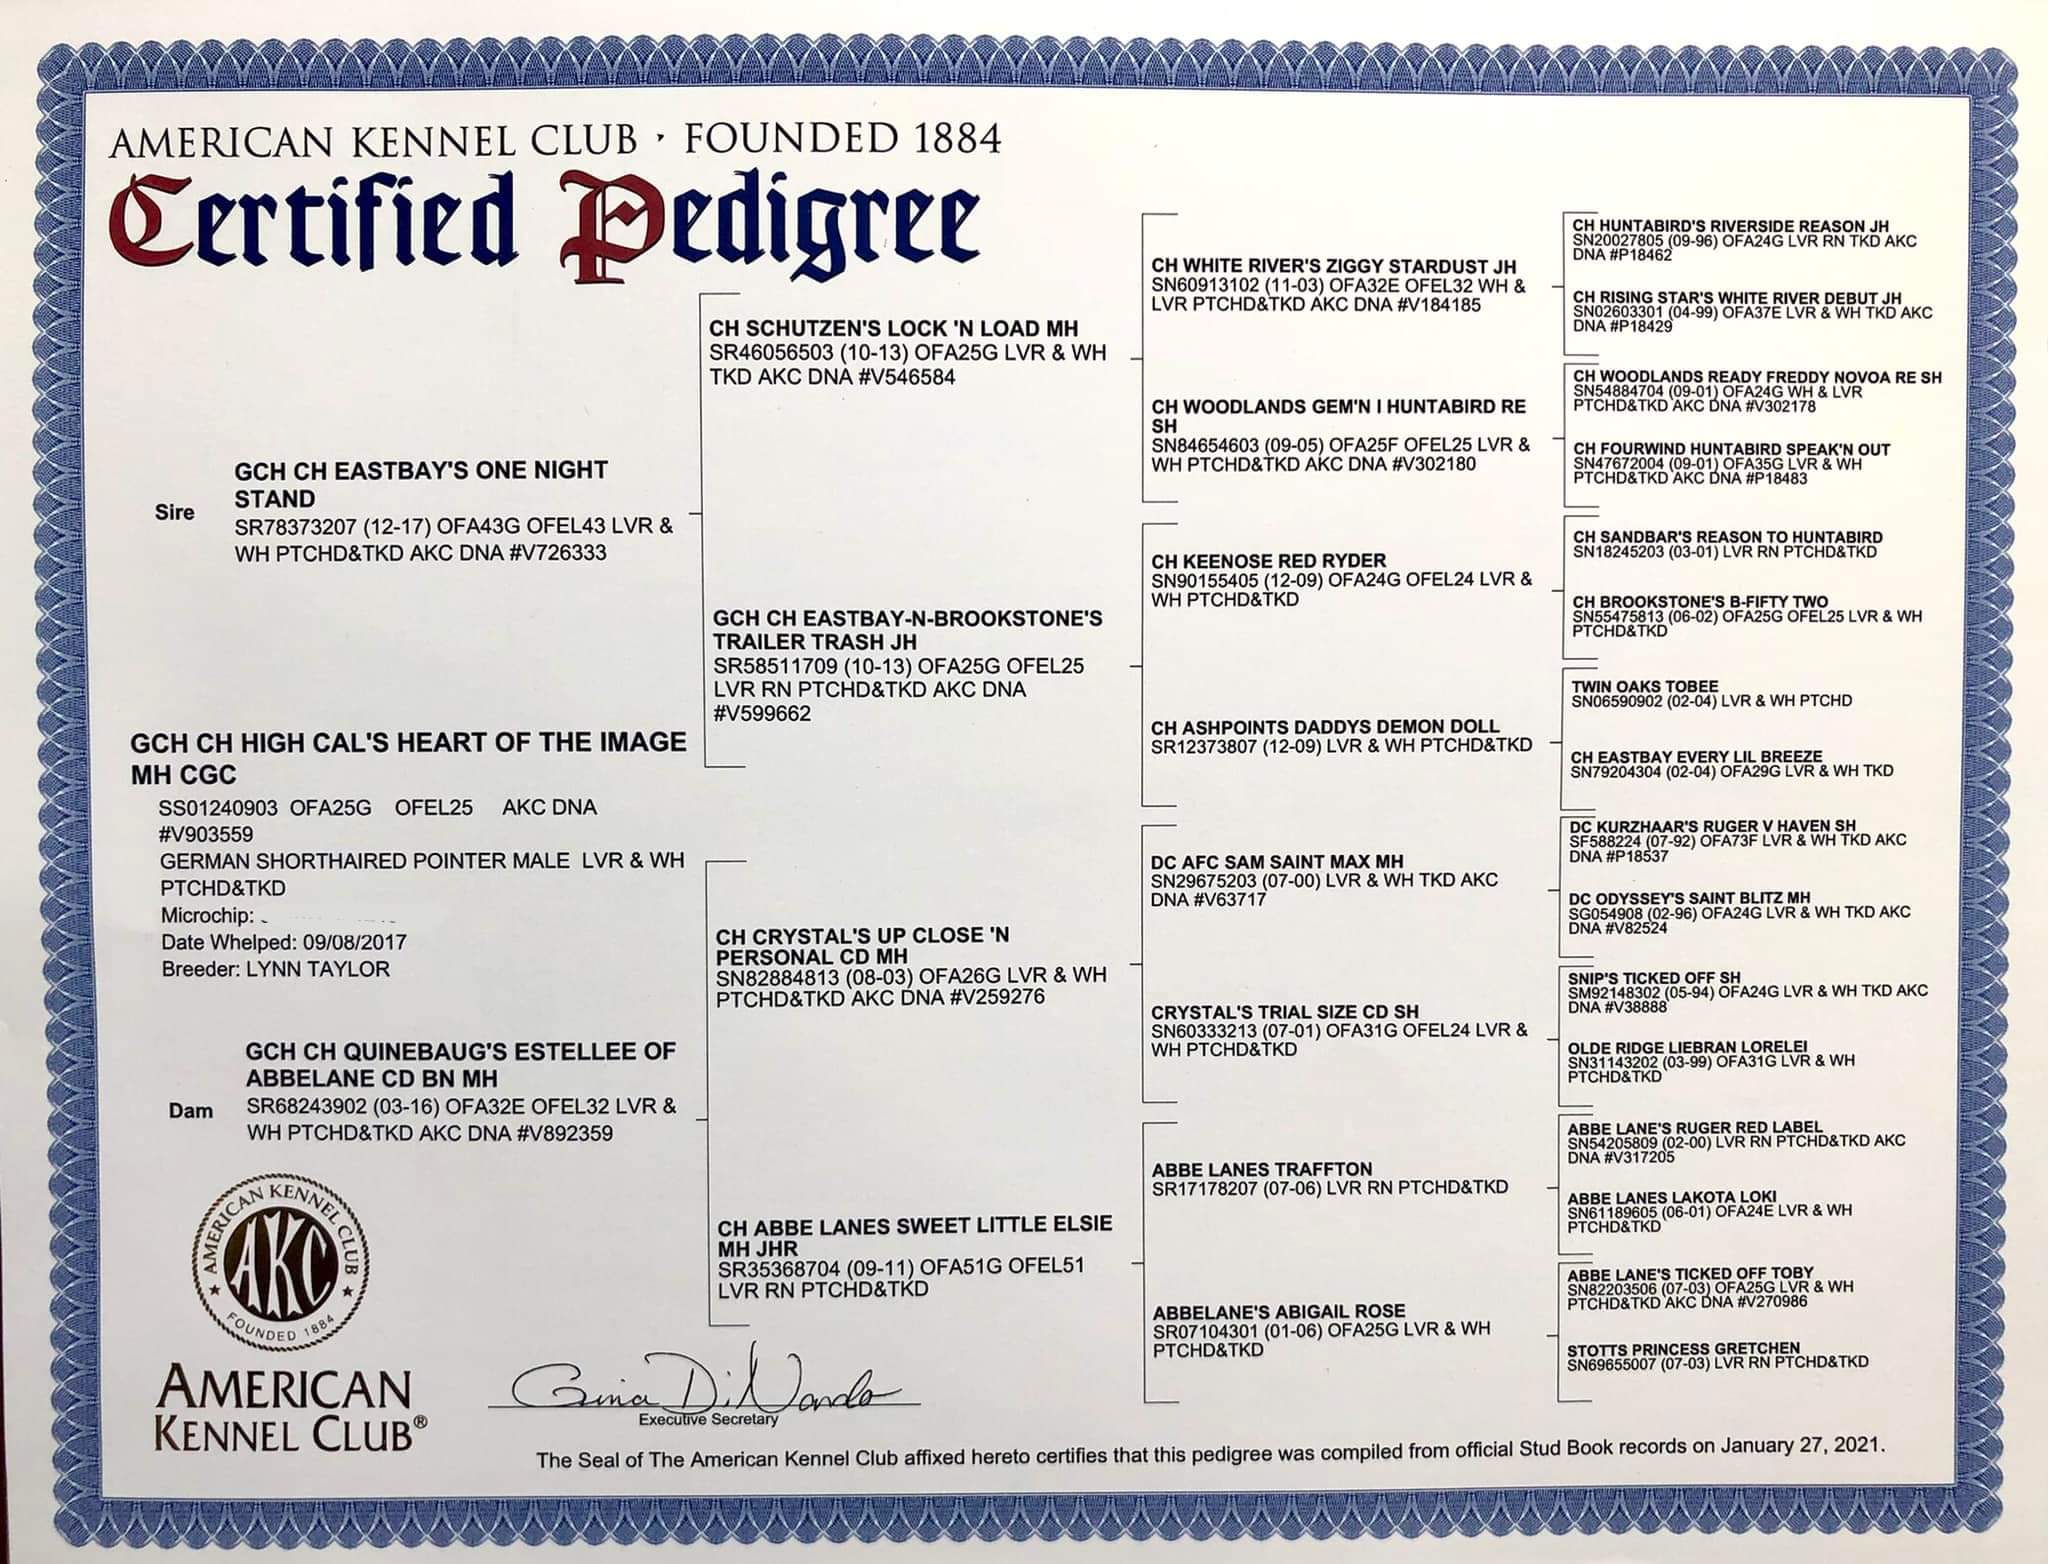 AMERICAN KENNEL CLUB · FOUNDED 1884
Certified Pedigree
Sire
GCH CH EASTBAY'S ONE NIGHT
STAND
SR78373207 (12-17) OFA43G OFEL43 LVR &
WH PTCHD&TKD AKC DNA #V726333
GCH CH HIGH CAL'S HEART OF THE IMAGE
MH CGC
SS01240903 OFA25G OFEL25 AKC DNA
#V903559
GERMAN SHORTHAIRED POINTER MALE LVR & WH
PTCHD&TKD
Microchip:
Date Whelped: 09/08/2017
Breeder: LYNN TAYLOR
Dam
GCH CH QUINEBAUG'S ESTELLEE OF
ABBELANE CD BN MH
SR68243902 (03-16) OFA32E OFEL32 LVR &
WH PTCHD&TKD AKC DNA #V892359
CH SCHUTZEN'S LOCK 'N LOAD MH
SR46056503 (10-13) OFA25G LVR & WH
TKD AKC DNA #V546584
GCH CH EASTBAY-N-BROOKSTONE'S
TRAILER TRASH JH
SR58511709 (10-13) OFA25G OFEL25
LVR RN PTCHD&TKD AKC DNA
#V599662
CH CRYSTAL'S UP CLOSE 'N
PERSONAL CD MH
SN82884813 (08-03) OFA26G LVR & WH
PTCHD&TKD AKC DNA #V259276
CH ABBE LANES SWEET LITTLE ELSIE
MH JHR
SR35368704 (09-11) OFA51G OFEL51
LVR RN PTCHD&TKD
CH WHITE RIVER'S ZIGGY STARDUST JH
SN60913102 (11-03) OFA32E OFEL32 WH &
LVR PTCHD&TKD AKC DNA #V184185
CH WOODLANDS GEM'N I HUNTABIRD RE
SH
SN84654603 (09-05) OFA25F OFEL25 LVR &
WH PTCHD&TKD AKC DNA #V302180
CH KEENOSE RED RYDER
SN90155405 (12-09) OFA24G OFEL24 LVR &
WH PTCHD&TKD
CH ASHPOINTS DADDYS DEMON DOLL
SR12373807 (12-09) LVR & WH PTCHD&TKD
DC AFC SAM SAINT MAX MH
SN29675203 (07-00) LVR & WH TKD AKC
DNA #V63717
CRYSTAL'S TRIAL SIZE CD SH
SN60333213 (07-01) OFA31G OFEL24 LVR &
WH PTCHD&TKD
ABBE LANES TRAFFTON
SR17178207 (07-06) LVR RN PTCHD&TKD
ABBELANE'S ABIGAIL ROSE
SR07104301 (01-06) OFA25G LVR & WH
PTCHD&TKD
CH HUNTABIRD'S RIVERSIDE REASON JH
SN20027805 (09-96) OFA24G LVR RN TKD AKC
DNA #P18462
CH RISING STAR'S WHITE RIVER DEBUT JH
SN02603301 (04-99) OFA37E LVR & WH TKD AKC
DNA #P18429
CH WOODLANDS READY FREDDY NOVOA RE SH
SN54884704 (09-01) OFA24G WH & LVR
PTCHD&TKD AKC DNA #V302178
CH FOURWIND HUNTABIRD SPEAK'N OUT
SN47672004 (09-01) OFA35G LVR & WH
PTCHD&TKD AKC DNA #P18483
CH SANDBAR'S REASON TO HUNTABIRD
SN18245203 (03-01) LVR RN PTCHD&TKD
CH BROOKSTONE'S B-FIFTY TWO
SN55475813 (06-02) OFA25G OFEL25 LVR & WH
PTCHD&TKD
TWIN OAKS TOBEE
SN06590902 (02-04) LVR & WH PTCHD
CH EASTBAY EVERY LIL BREEZE
SN79204304 (02-04) OFA29G LVR & WH TKD
DC KURZHAAR'S RUGER V HAVEN SH
SF588224 (07-92) OFA73F LVR & WH TKD AKC
DNA #P18537
DC ODYSSEY'S SAINT BLITZ MH
SG054908 (02-96) OFA24G LVR & WH TKD AKC
DNA #V82524
SNIP'S TICKED OFF SH
SM92148302 (05-94) OFA24G LVR & WH TKD AKC
DNA #V38888
OLDE RIDGE LIEBRAN LORELEI
SN31143202 (03-99) OFA31G LVR & WH
PTCHD&TKD
ABBE LANE'S RUGER RED LABEL
SN54205809 (02-00) LVR RN PTCHD&TKD AKC
DNA #V317205
ABBE LANES LAKOTA LOKI
SN61189605 (06-01) OFA24E LVR & WH
PTCHD&TKD
ABBE LANE'S TICKED OFF TOBY
SN82203506 (07-03) OFA25G LVR & WH
PTCHD&TKD AKC DNA #V270986
STOTTS PRINCESS GRETCHEN
SN69655007 (07-03) LVR RN PTCHD&TKD
AMERICAN KENNEL CLUB
AKC
FOUNDED 1884
AMERICAN
KENNEL CLUB®
Gina DiNardo
Executive Secretary
The Seal of The American Kennel Club affixed hereto certifies that this pedigree was compiled from official Stud Book records on January 27, 2021.